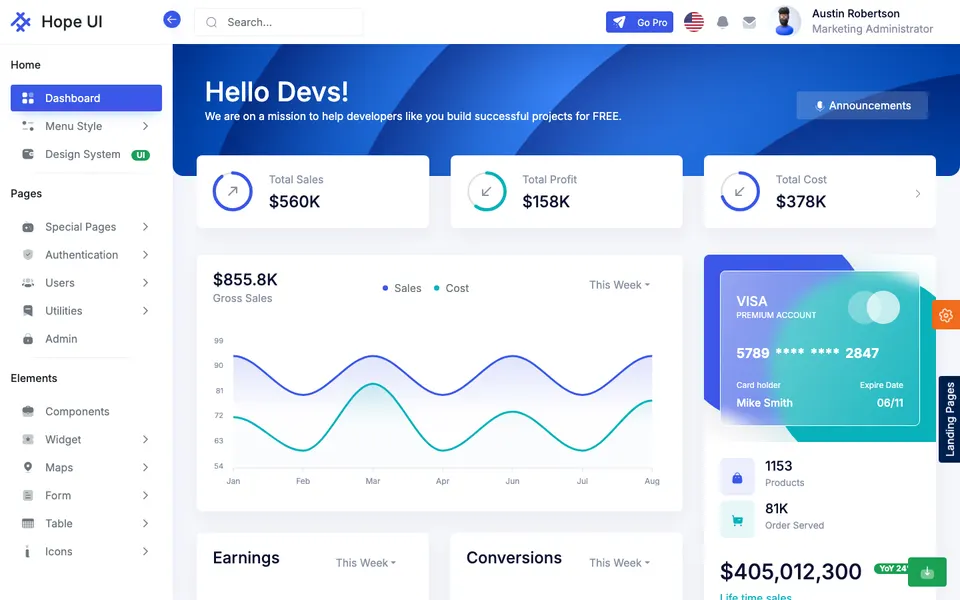 Hope UI
Search...
Go Pro
Austin Robertson
Marketing Administrator
Home
Dashboard
Menu Style
Design System UI
Pages
Special Pages
Authentication
Users
Utilities
Admin
Elements
Components
Widget
Maps
Form
Table
Icons
Hello Devs!
We are on a mission to help developers like you build successful projects for FREE.
Announcements
Total Sales
$560K
Total Profit
$158K
Total Cost
$378K
$855.8K
Gross Sales
Sales Cost
This Week
99
90
81
72
63
54
Jan Feb Mar Apr Jun Jul Aug
VISA
PREMIUM ACCOUNT
5789 **** **** 2847
Card holder Expire Date
Mike Smith 06/11
Landing Pages
1153
Products
81K
Order Served
$405,012,300
YoY 24
Life time sales
Earnings
This Week
Conversions
This Week